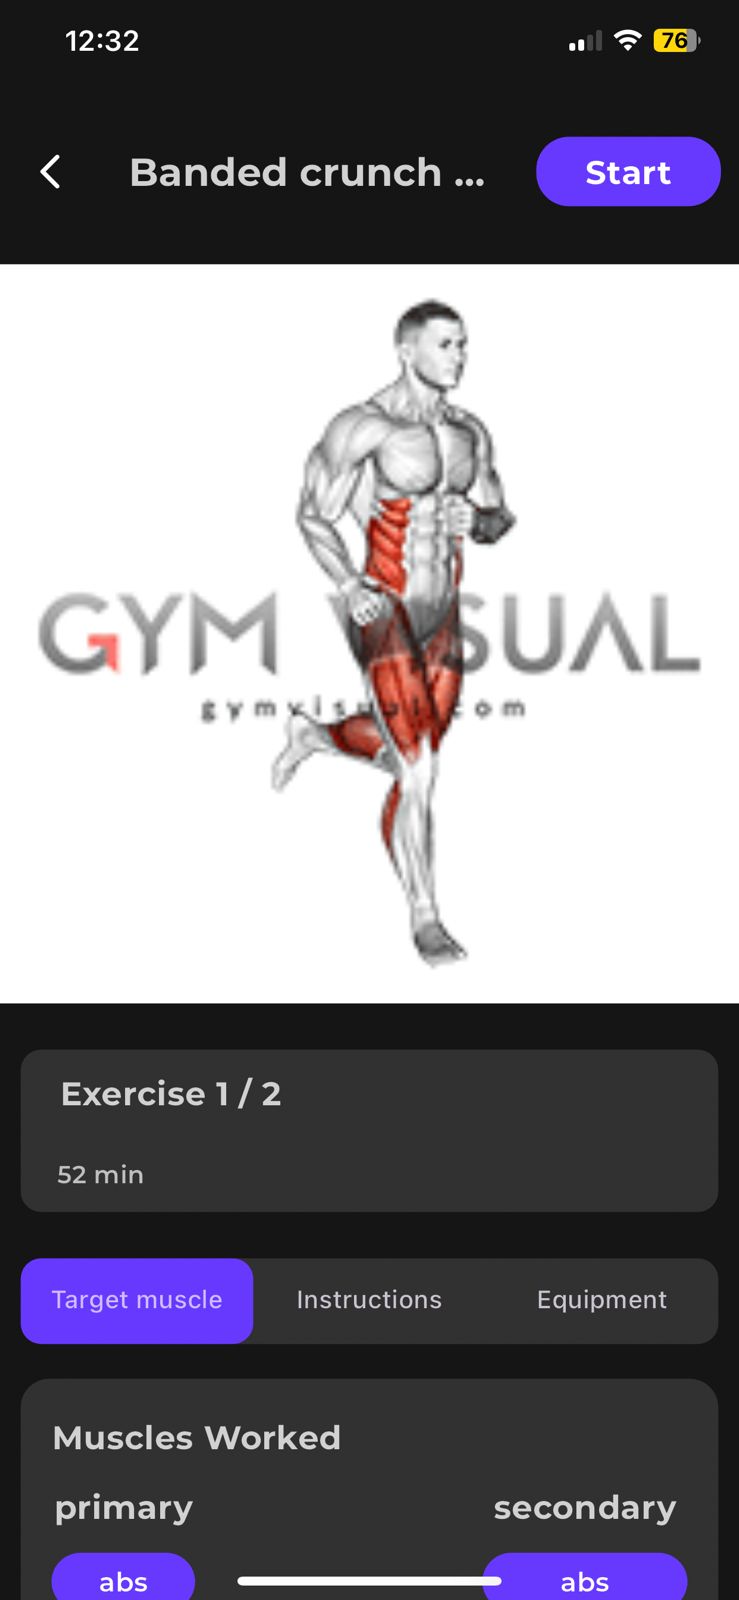 12:32
76
Banded crunch ...
Start
GYM VISUAL
gymvisual.com
Exercise 1 / 2
52 min
Target muscle
Instructions
Equipment
Muscles Worked
primary
secondary
abs
abs